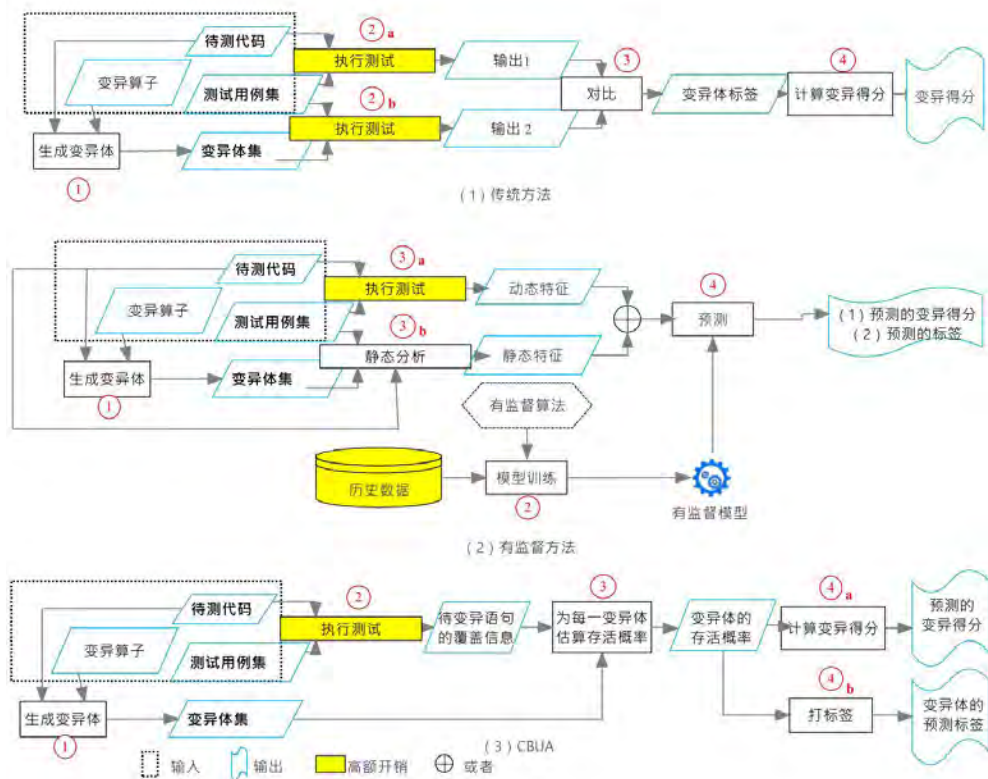 待测代码
② a
执行测试
输出1
③
④
变异算子
测试用例集
② b
对比
变异体标签
计算变异得分
变异得分
生成变异体
变异体集
执行测试
输出 2
①
(1)传统方法
待测代码
③ a
执行测试
动态特征
④
变异算子
测试用例集
③ b
预测
(1)预测的变异得分
(2)预测的标签
静态分析
静态特征
生成变异体
变异体集
①
有监督算法
历史数据
模型训练
②
有监督模型
(2)有监督方法
待测代码
②
执行测试
待变异语句
的覆盖信息
③
为每一变异体
估算存活概率
变异体的
存活概率
④ a
计算变异得分
预测的
变异得分
变异算子
测试用例集
生成变异体
①
变异体集
④ b
打标签
变异体的
预测标签
(3)CBUA
输入
输出
高额开销
或者